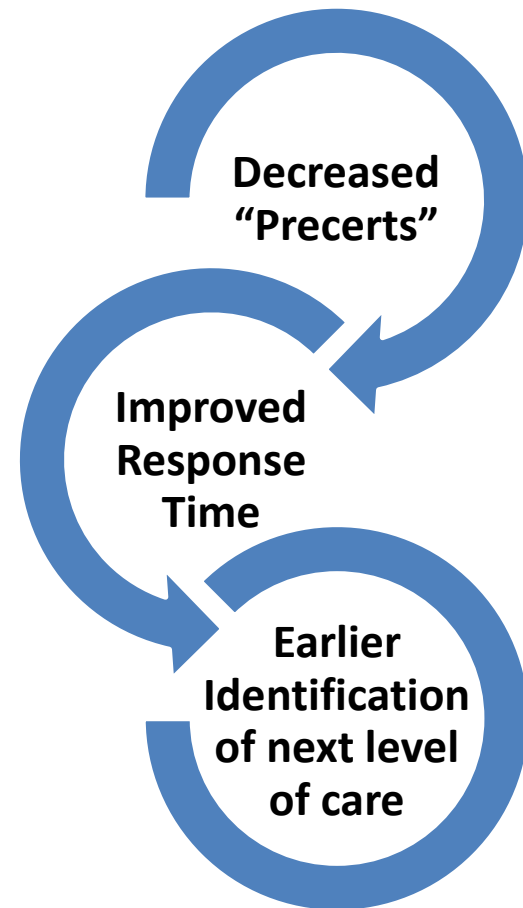 Decreased
“Precerts”
Improved
Response
Time
Earlier
Identification
of next level
of care